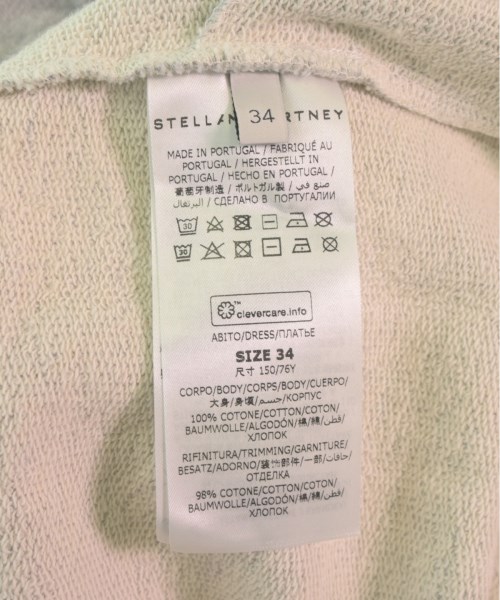 STELLA RTNEY
34
MADE IN PORTUGAL / FABRIQUÉ AU
PORTUGAL / HERGESTELLT IN
PORTUGAL / HECHO EN PORTUGAL /
葡萄牙制造 / ポルトガル製 / صنع في
البرتغال / СДЕЛАНО В ПОРТУГАЛИИ
30
30
™
clevercare.info
ABITO/DRESS/ПЛАТЬЕ
SIZE 34
尺寸 150/76Y
CORPO/BODY/CORPS/BODY/CUERPO/
大身/身頃/جسم/КОРПУС
100% COTONE/COTTON/COTON/
BAUMWOLLE/ALGODÓN/棉/綿/قطن/
ХЛОПОК
RIFINITURA/TRIMMING/GARNITURE/
BESATZ/ADORNO/装饰部件/一部/حافات/
ОТДЕЛКА
98% COTONE/COTTON/COTON/
BAUMWOLLE/ALGODÓN/棉/綿/قطن/
ХЛОПОК